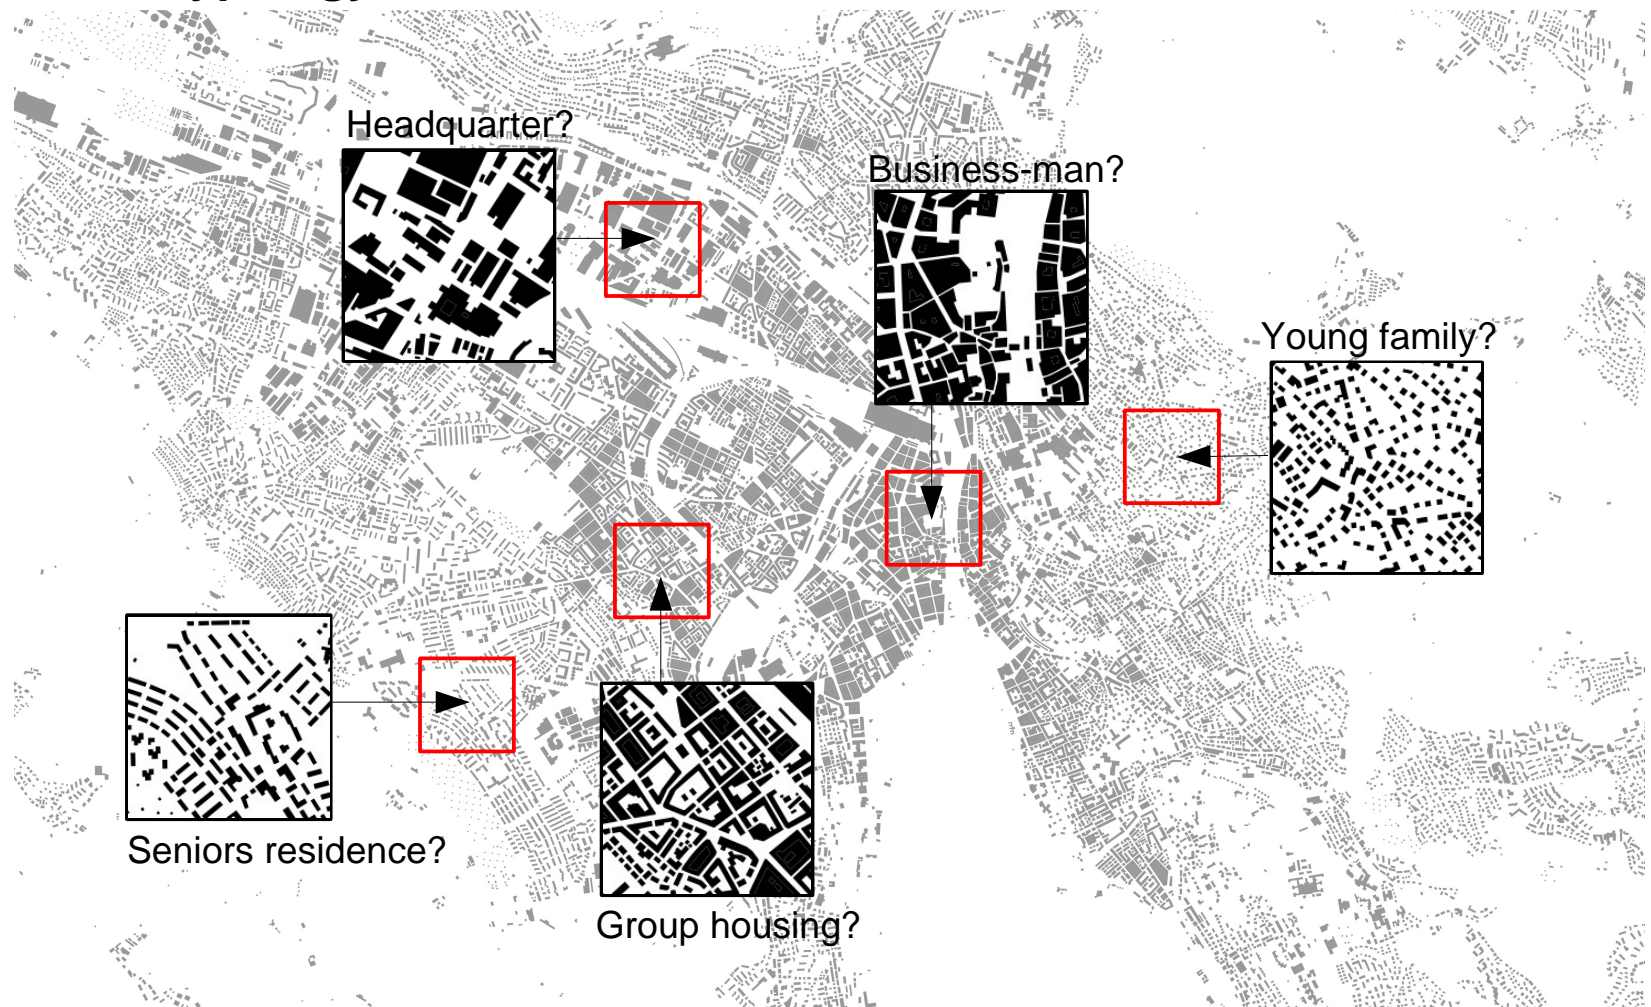 Headquarter?
Business-man?
Young family?
Seniors residence?
Group housing?